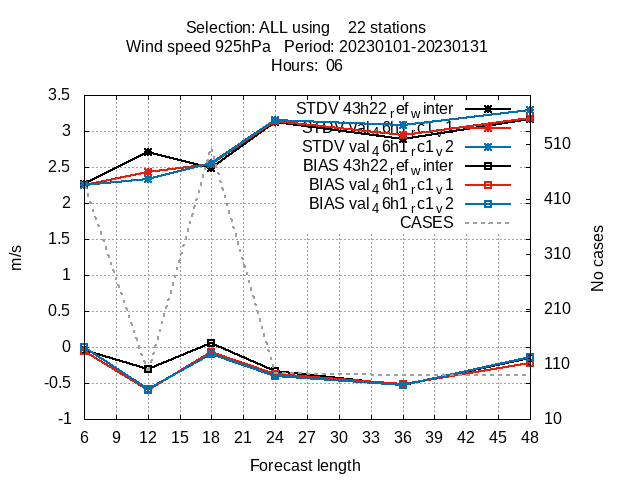 Selection: ALL using 22 stations
Wind speed 925hPa Period: 20230101-20230131
Hours: 06
STDV 43h22_ref_winter
STDV val_46h1_rc1_v1
STDV val_46h1_rc1_v2
BIAS 43h22_ref_winter
BIAS val_46h1_rc1_v1
BIAS val_46h1_rc1_v2
CASES
3.5
3
2.5
2
1.5
1
0.5
0
-0.5
-1
m/s
510
410
310
210
110
10
No cases
6 9 12 15 18 21 24 27 30 33 36 39 42 45 48
Forecast length